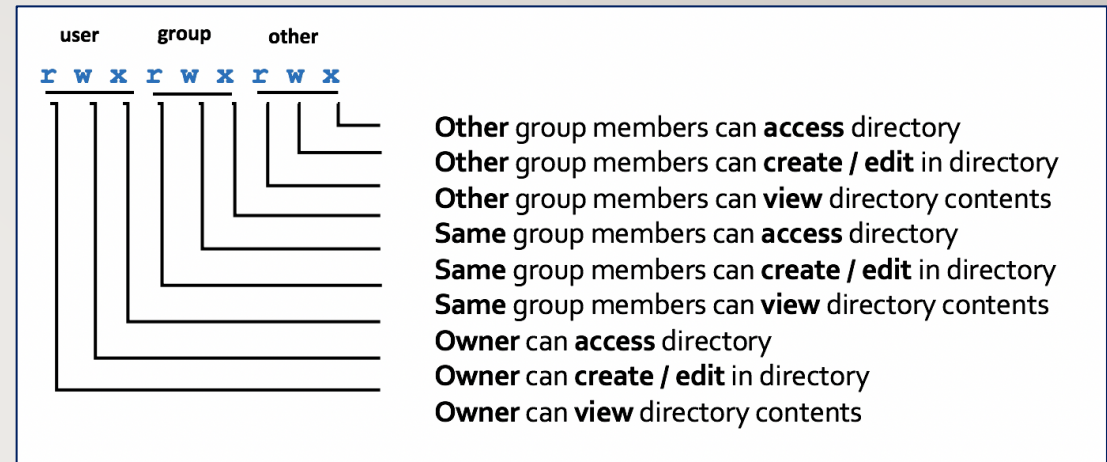 user group other
r w x r w x r w x
Other group members can access directory
Other group members can create / edit in directory
Other group members can view directory contents
Same group members can access directory
Same group members can create / edit in directory
Same group members can view directory contents
Owner can access directory
Owner can create / edit in directory
Owner can view directory contents